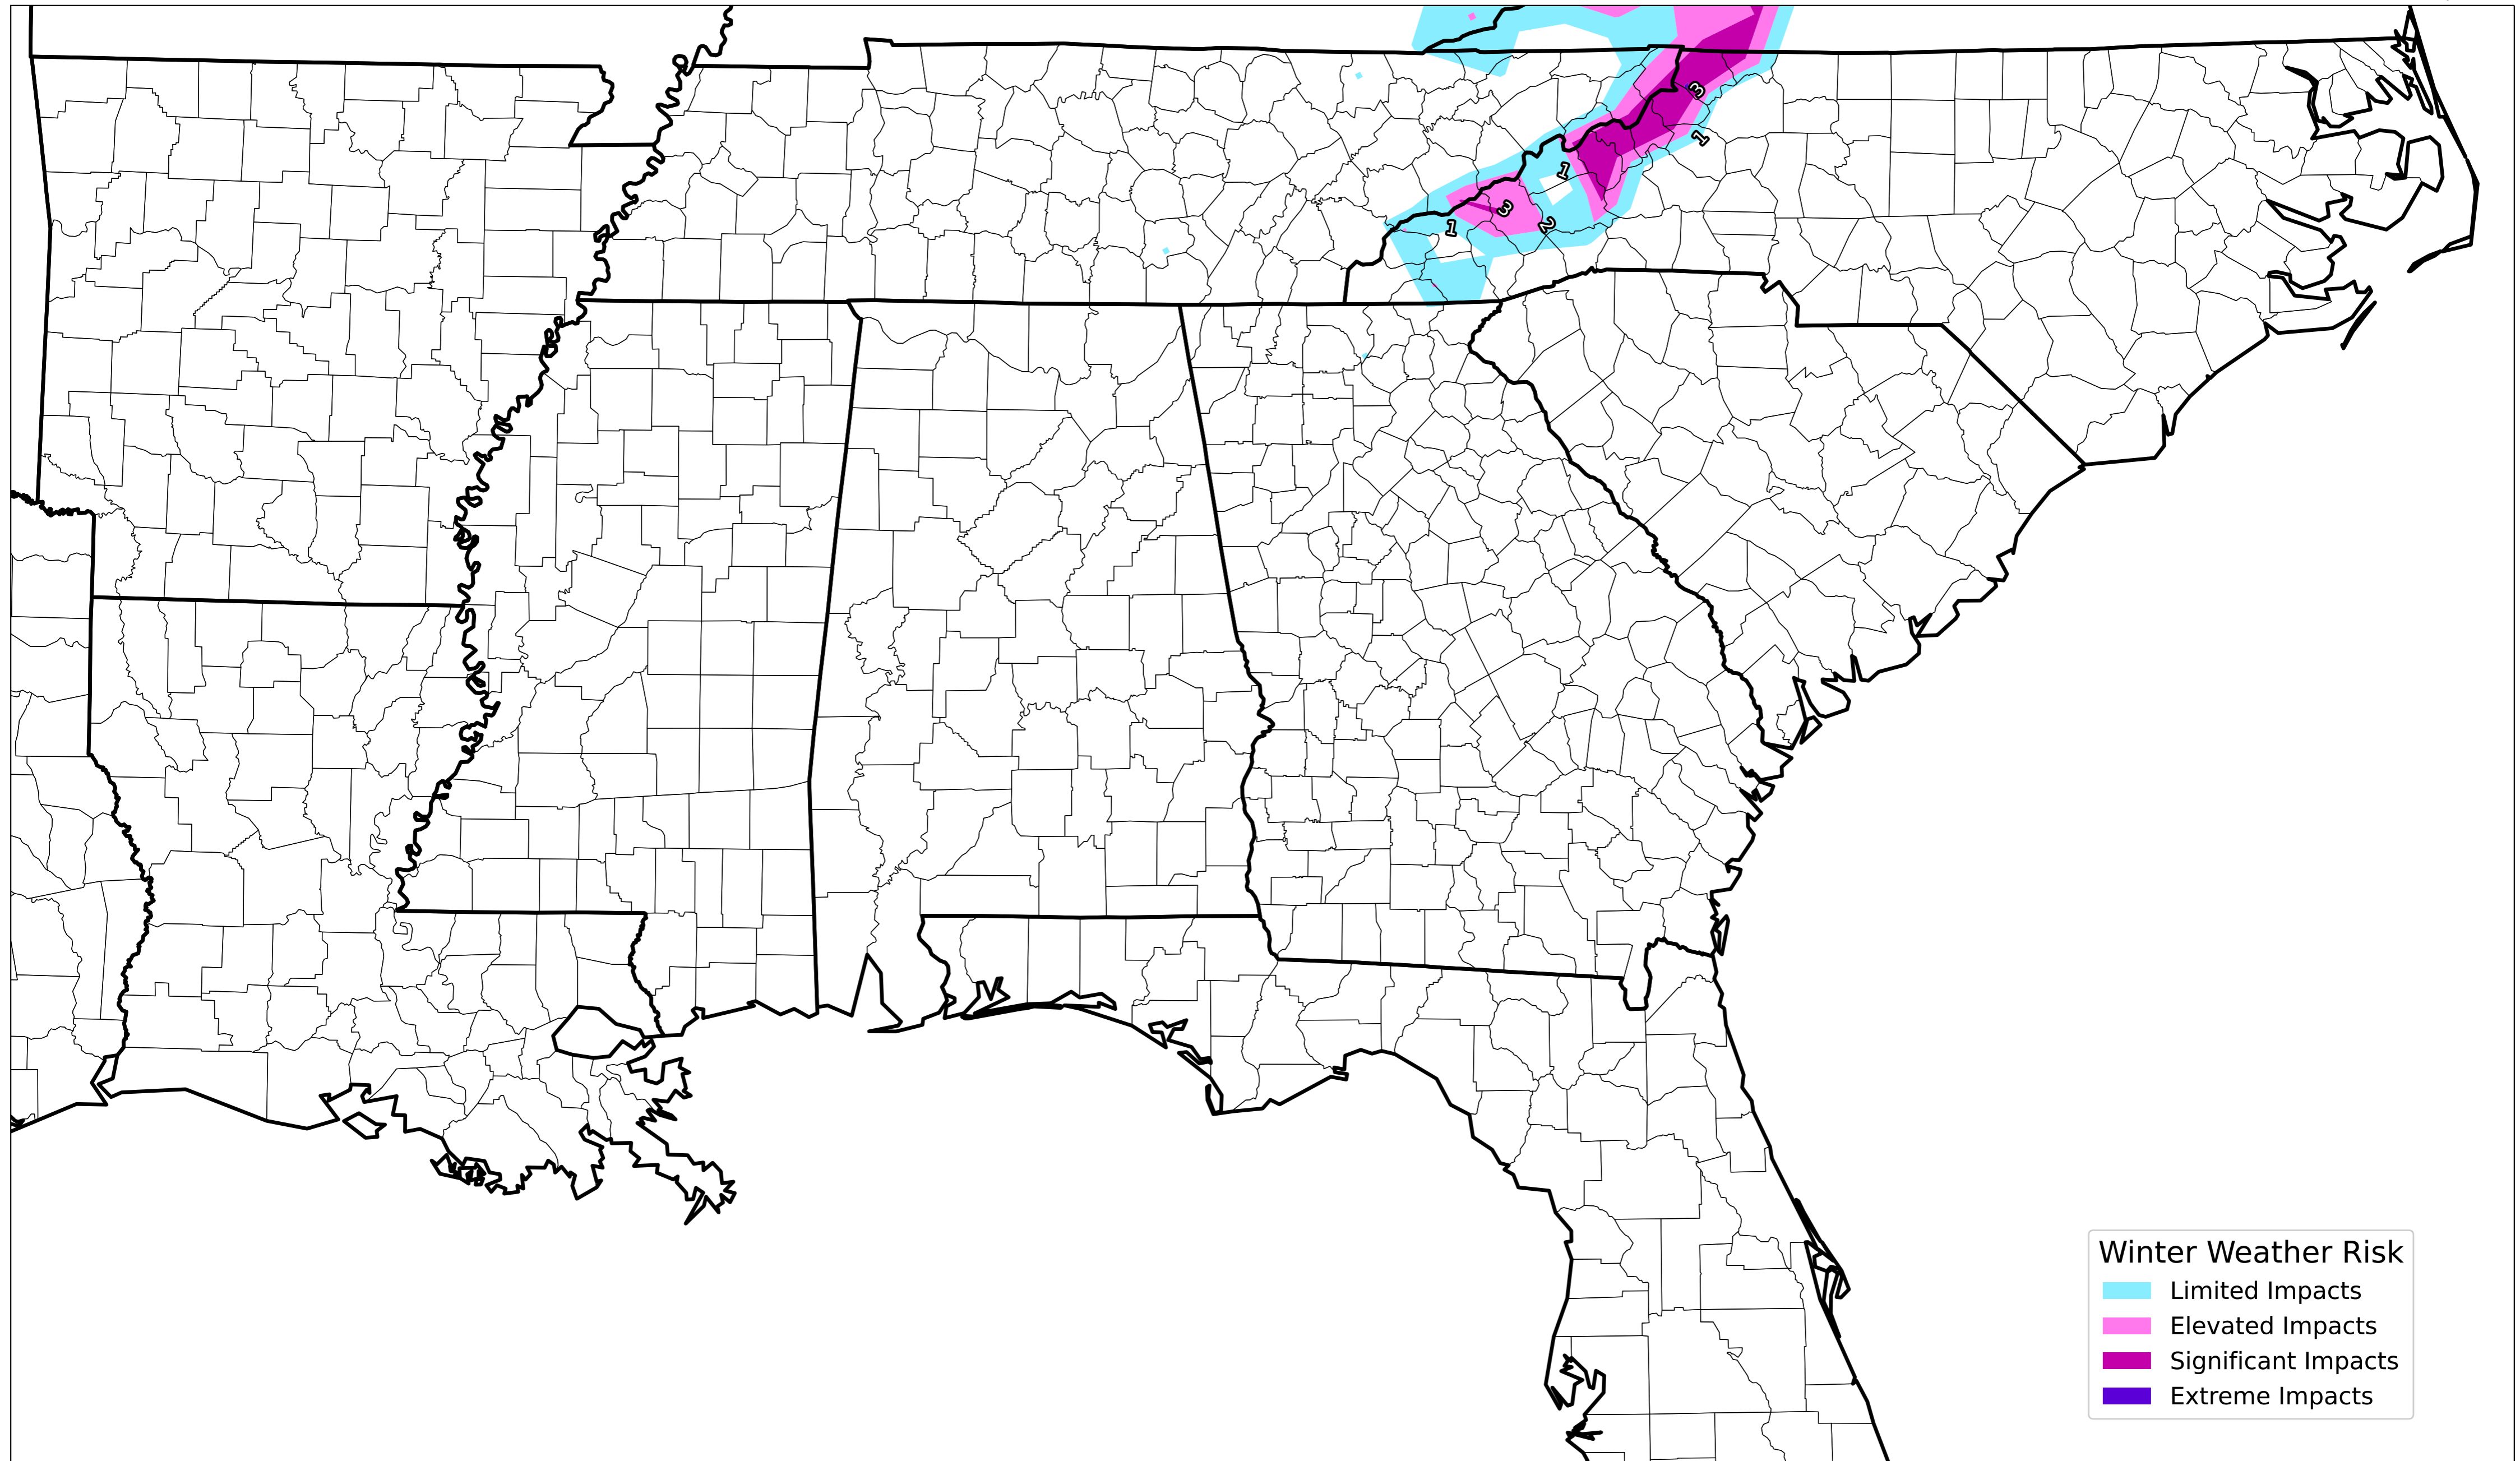 3
1
1
3
2
1
Winter Weather Risk
Limited Impacts
Elevated Impacts
Significant Impacts
Extreme Impacts